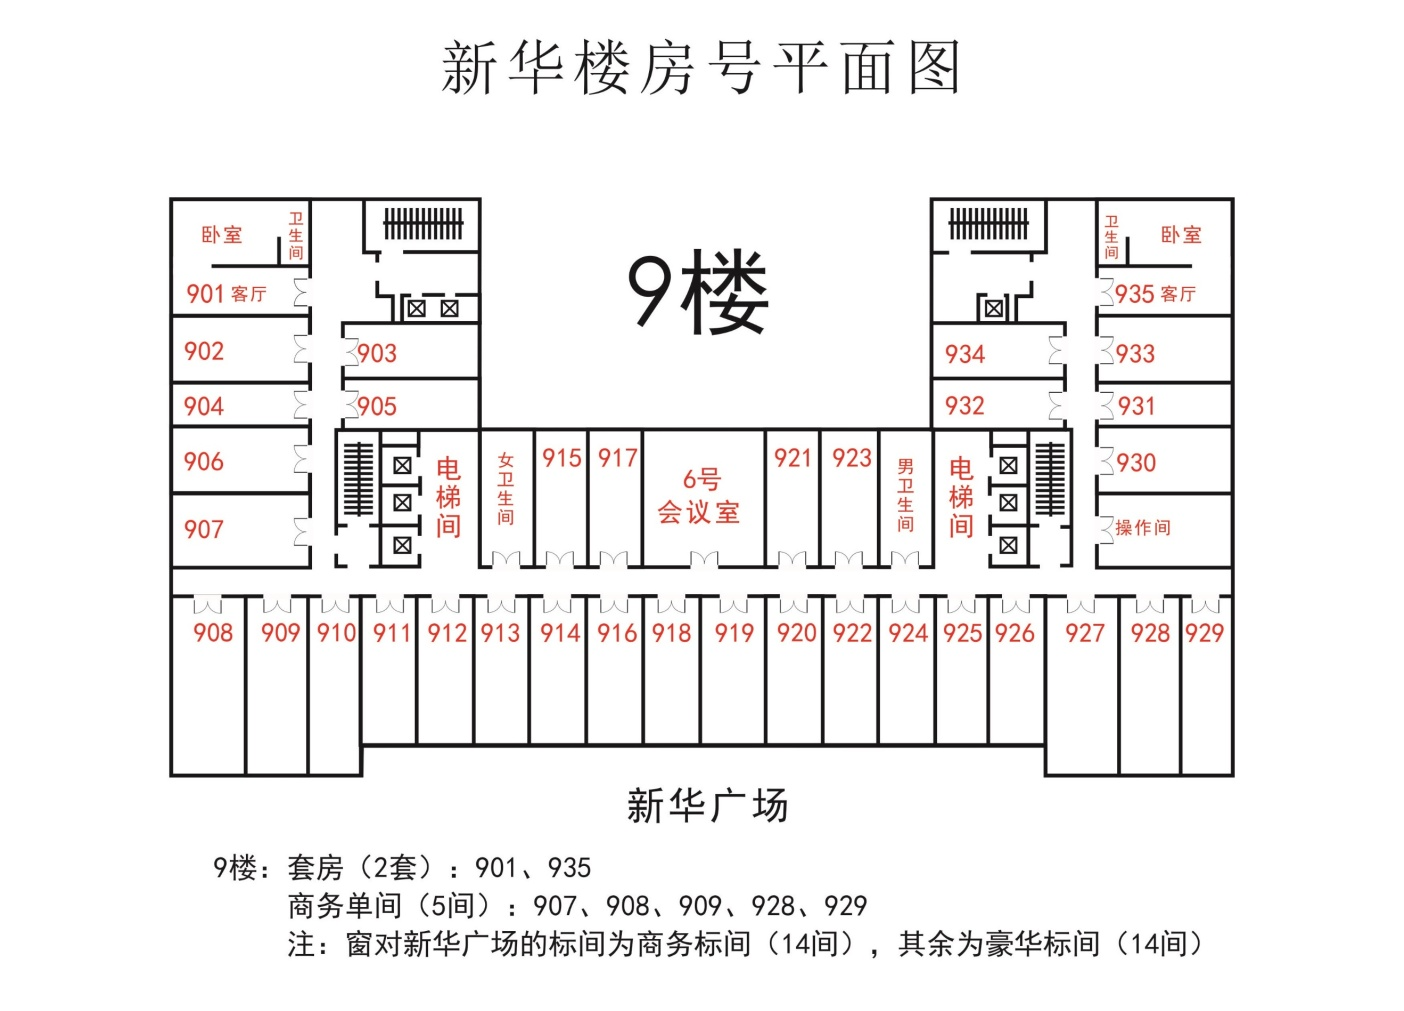 新华楼房号平面图
9楼
卧室
卫生间
901 客厅
902
903
904
905
906
907
电梯间
女卫生间
915
917
6号
会议室
921
923
男卫生间
电梯间
卫生间
卧室
935 客厅
934
933
932
931
930
操作间
908
909
910
911
912
913
914
916
918
919
920
922
924
925
926
927
928
929
新华广场
9楼：套房（2套）：901、935
商务单间（5间）：907、908、909、928、929
注：窗对新华广场的标间为商务标间（14间），其余为豪华标间（14间）